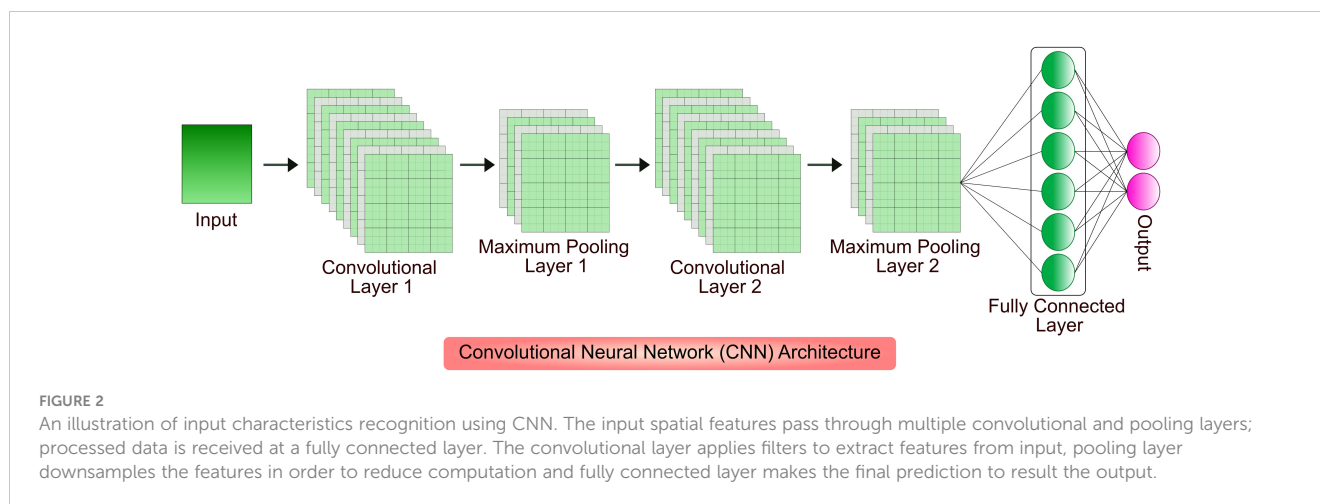 Input
Convolutional
Layer 1
Maximum Pooling
Layer 1
Convolutional
Layer 2
Maximum Pooling
Layer 2
Fully Connected
Layer
Output
Convolutional Neural Network (CNN) Architecture
FIGURE 2
An illustration of input characteristics recognition using CNN. The input spatial features pass through multiple convolutional and pooling layers;
processed data is received at a fully connected layer. The convolutional layer applies filters to extract features from input, pooling layer
downsamples the features in order to reduce computation and fully connected layer makes the final prediction to result the output.